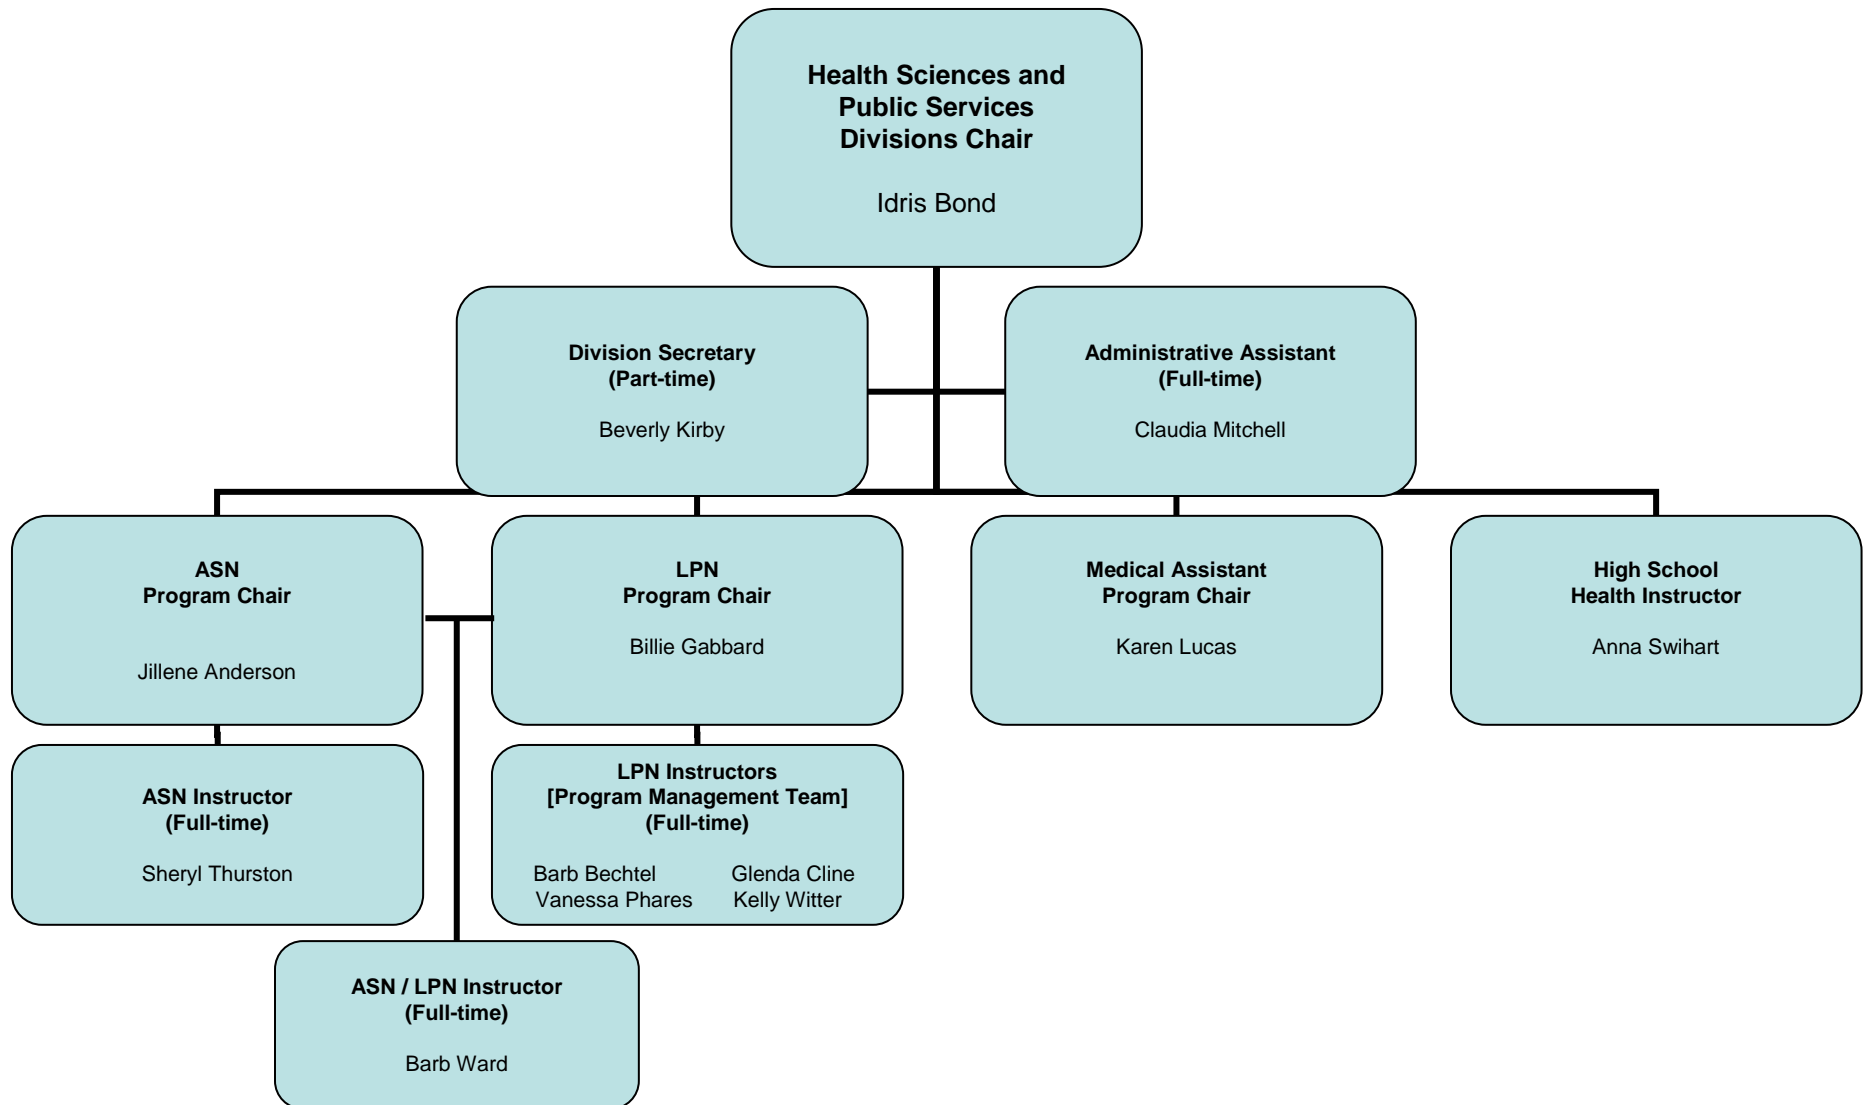 Health Sciences and
Public Services
Divisions Chair
Idris Bond
Division Secretary
(Part-time)
Beverly Kirby
Administrative Assistant
(Full-time)
Claudia Mitchell
ASN
Program Chair
Jillene Anderson
LPN
Program Chair
Billie Gabbard
Medical Assistant
Program Chair
Karen Lucas
High School
Health Instructor
Anna Swihart
ASN Instructor
(Full-time)
Sheryl Thurston
LPN Instructors
[Program Management Team]
(Full-time)
Barb Bechtel Glenda Cline
Vanessa Phares Kelly Witter
ASN / LPN Instructor
(Full-time)
Barb Ward